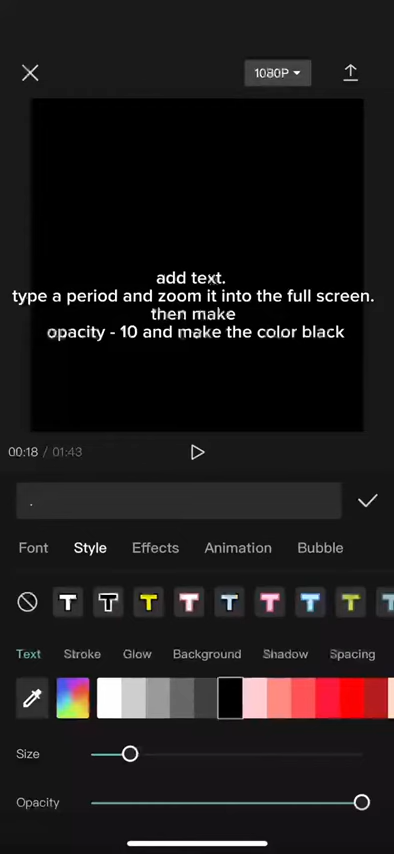 1080P
add text.
type a period and zoom it into the full screen.
then make
opacity - 10 and make the color black
00:18 / 01:43
.
Font Style Effects Animation Bubble
T T T T T T T T
Text Stroke Glow Background Shadow Spacing
Size
Opacity